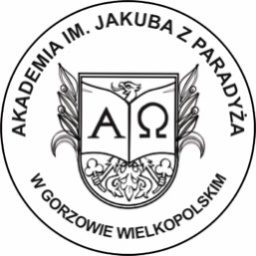 AKADEMIA IM. JAKUBA Z PARADYŻA
A Ω
W GORZOWIE WIELKOPOLSKIM